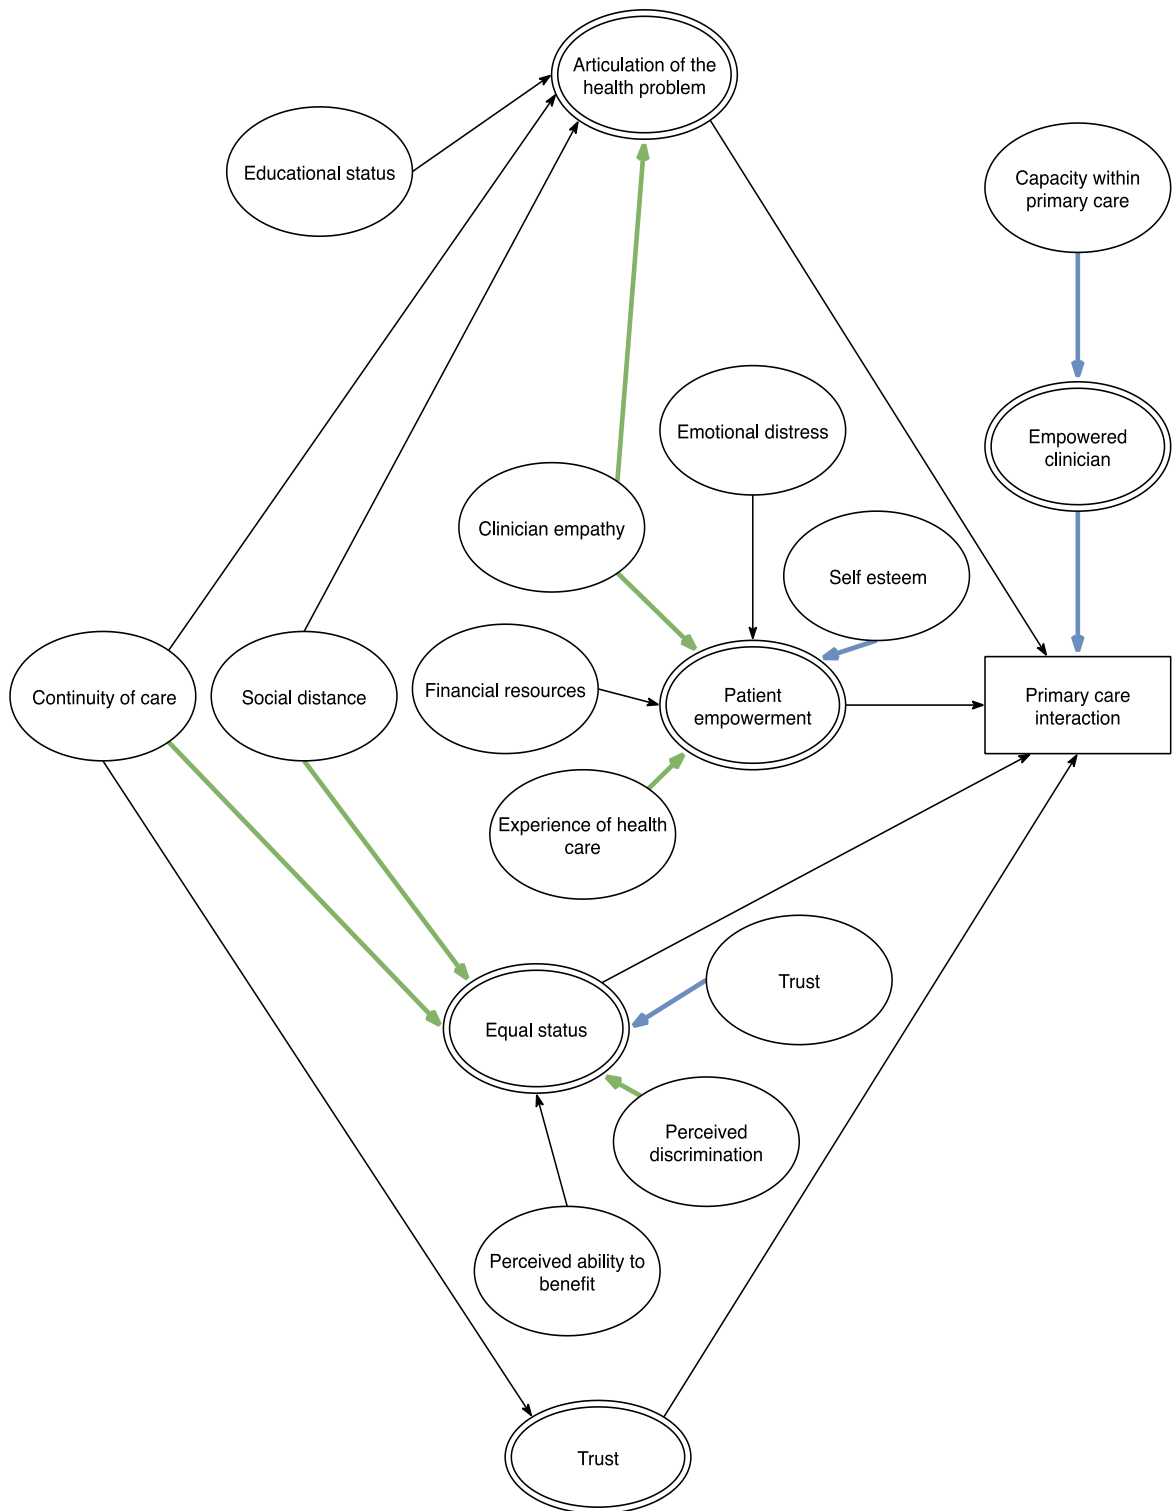 Articulation of the
health problem
Educational status
Capacity within
primary care
Emotional distress
Empowered
clinician
Clinician empathy
Self esteem
Continuity of care
Social distance
Financial resources
Patient
empowerment
Primary care
interaction
Experience of health
care
Trust
Equal status
Perceived
discrimination
Perceived ability to
benefit
Trust